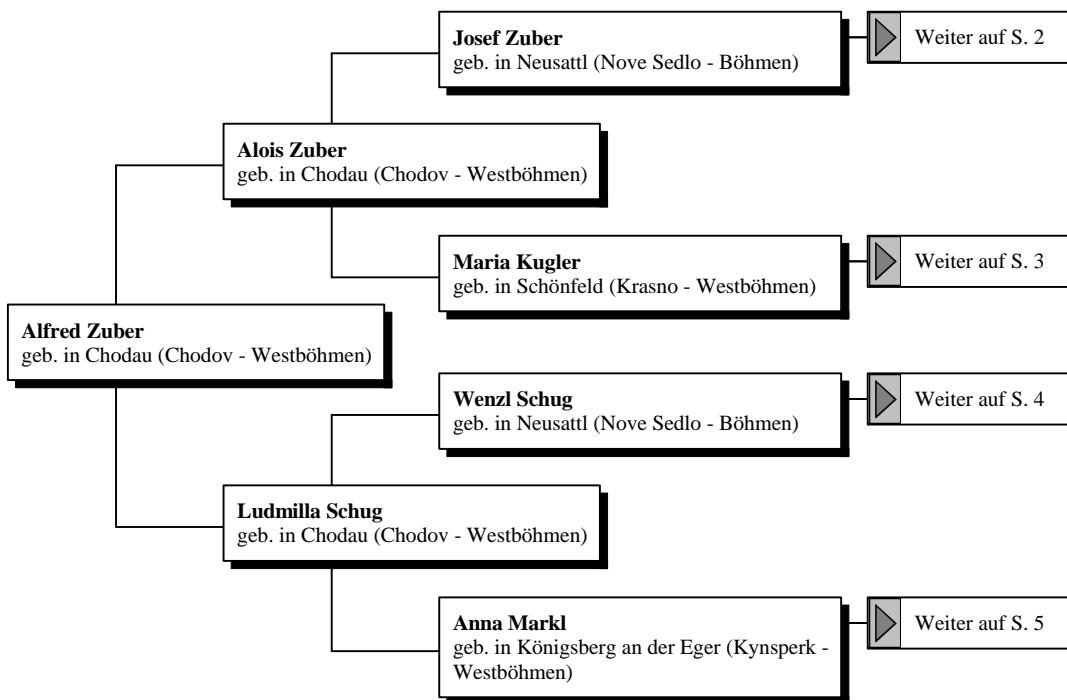 Josef Zuber
geb. in Neusattl (Nove Sedlo - Böhmen)
Weiter auf S. 2
Alois Zuber
geb. in Chodau (Chodov - Westböhmen)
Maria Kugler
geb. in Schönfeld (Krasno - Westböhmen)
Weiter auf S. 3
Alfred Zuber
geb. in Chodau (Chodov - Westböhmen)
Wenzl Schug
geb. in Neusattl (Nove Sedlo - Böhmen)
Weiter auf S. 4
Ludmilla Schug
geb. in Chodau (Chodov - Westböhmen)
Anna Markl
geb. in Königsberg an der Eger (Kynsperk -
Westböhmen)
Weiter auf S. 5